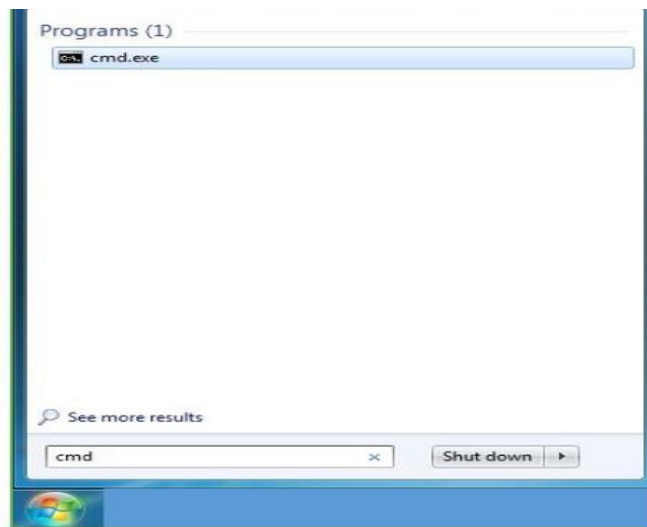 Programs (1)
cmd.exe
See more results
cmd
Shut down